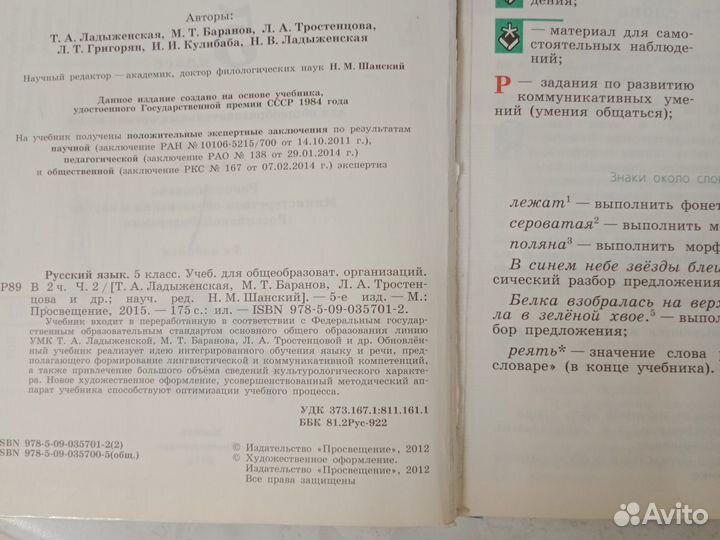 Авторы:
Т. А. Ладыженская, М. Т. Баранов, Л. А. Тростенцова,
Л. Т. Григорян, И. И. Кулибаба, Н. В. Ладыженская
Научный редактор — академик, доктор филологических наук Н. М. Шанский
Данное издание создано на основе учебника,
удостоенного Государственной премии СССР 1984 года
На учебник получены положительные экспертные заключения по результатам
научной (заключение РАН № 10106-5215/700 от 14.10.2011 г.),
педагогической (заключение РАО № 138 от 29.01.2014 г.)
и общественной (заключение РКС № 167 от 07.02.2014 г.) экспертиз
Русский язык. 5 класс. Учеб. для общеобразоват. организаций.
Р89 В 2 ч. Ч. 2 / [Т. А. Ладыженская, М. Т. Баранов, Л. А. Тростен-
цова и др.; науч. ред. Н. М. Шанский]. — 5-е изд. — М.:
Просвещение, 2015. — 175 с.: ил. — ISBN 978-5-09-035701-2.
Учебник входит в переработанную в соответствии с Федеральным государ-
ственным образовательным стандартом основного общего образования линию
УМК Т. А. Ладыженской, М. Т. Баранова, Л. А. Тростенцовой и др. Обновлён-
ный учебник реализует идею интегрированного обучения языку и речи, пред-
полагающего формирование лингвистической и коммуникативной компетенций,
а также привлечение большого объёма сведений культурологического характе-
ра. Новое художественное оформление, усовершенствованный методический ап-
парат учебника способствуют оптимизации учебного процесса.
УДК 373.167.1:811.161.1
ББК 81.2Рус-922
ISBN 978-5-09-035701-2(2)
ISBN 978-5-09-035700-5(общ.)
© Издательство «Просвещение», 2012
© Художественное оформление.
Издательство «Просвещение», 2012
Все права защищены
дения;
— материал для само-
стоятельных наблюде-
ний;
Р — задания по развитию
коммуникативных уме-
ний (умения общаться);
Знаки около сло
лежат¹ — выполнить фонет
сероватая² — выполнить м
поляна³ — выполнить морф
В синем небе звёзды блещ
сический разбор предложения
Белка взобралась на верх
ла в зелёной хвое.⁵ — выпол
бор предложения;
реять* — значение слова
словаре» (в конце учебника).
Avito